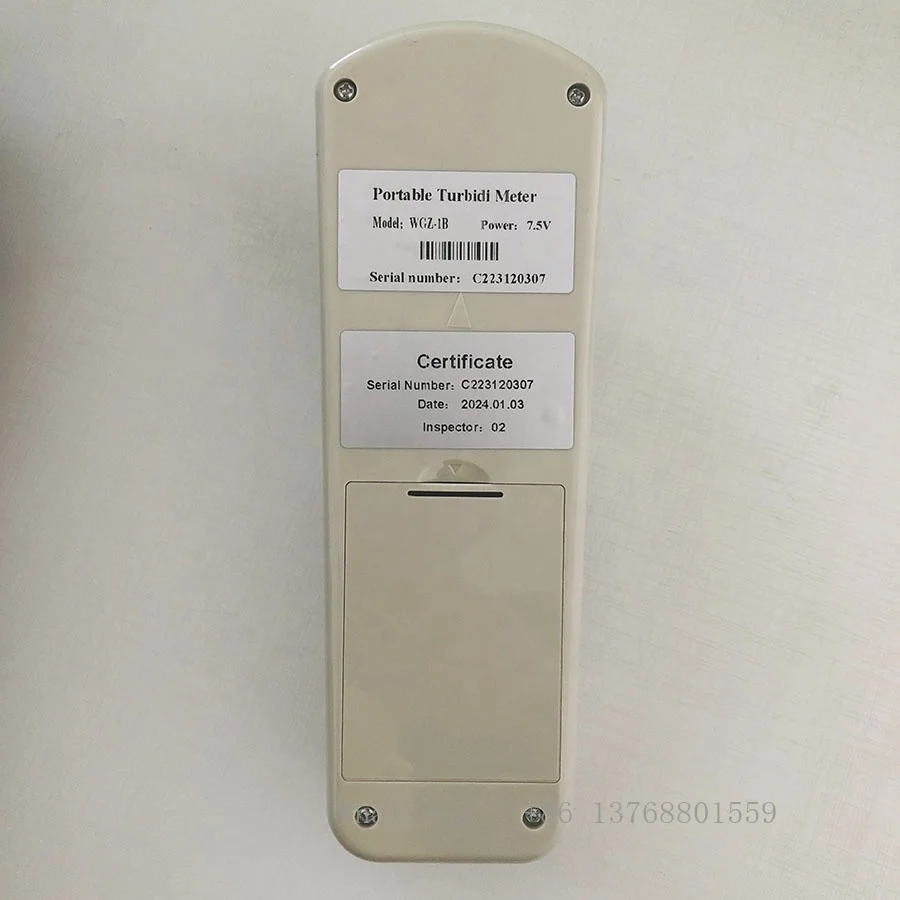 Portable Turbidi Meter
Model: WGZ-1B Power: 7.5V
Serial number: C223120307
Certificate
Serial Number: C223120307
Date: 2024.01.03
Inspector: 02
6 13768801559